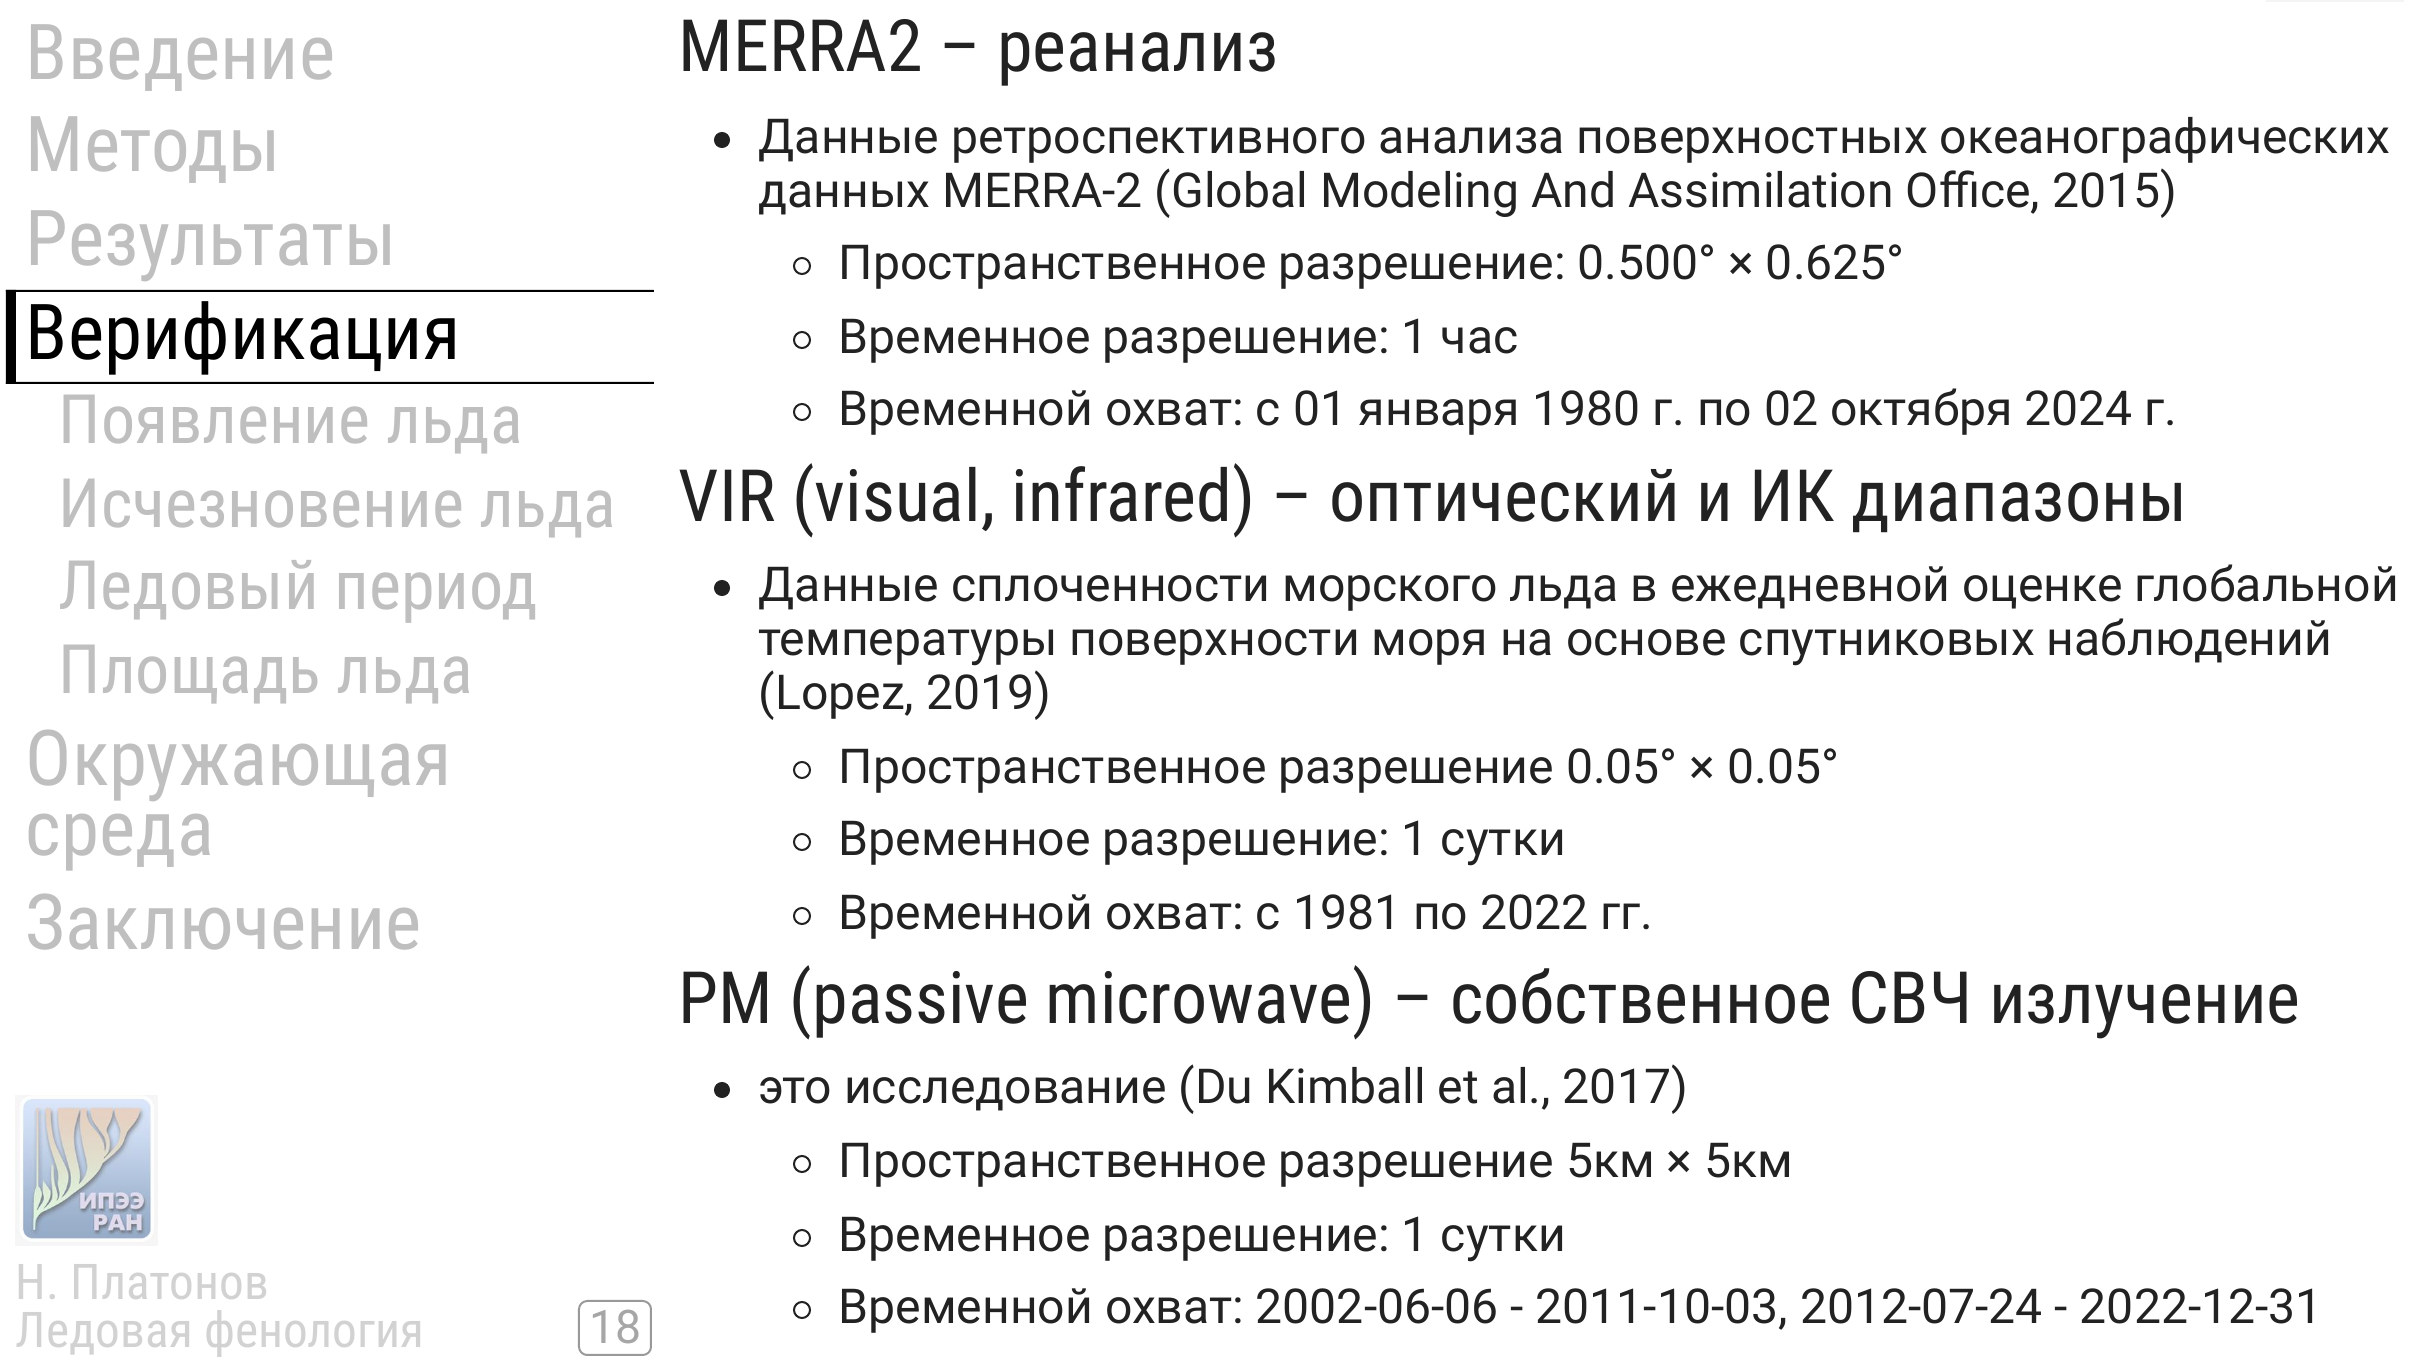 Введение
Методы
Результаты
Верификация
Появление льда
Исчезновение льда
Ледовый период
Площадь льда
Окружающая
среда
Заключение
ИПЭЭ
РАН
Н. Платонов
Ледовая фенология
18
MERRA2 – реанализ
• Данные ретроспективного анализа поверхностных океанографических
данных MERRA-2 (Global Modeling And Assimilation Office, 2015)
○ Пространственное разрешение: 0.500° × 0.625°
○ Временное разрешение: 1 час
○ Временной охват: с 01 января 1980 г. по 02 октября 2024 г.
VIR (visual, infrared) – оптический и ИК диапазоны
• Данные сплоченности морского льда в ежедневной оценке глобальной
температуры поверхности моря на основе спутниковых наблюдений
(Lopez, 2019)
○ Пространственное разрешение 0.05° × 0.05°
○ Временное разрешение: 1 сутки
○ Временной охват: с 1981 по 2022 гг.
PM (passive microwave) – собственное СВЧ излучение
• это исследование (Du Kimball et al., 2017)
○ Пространственное разрешение 5км × 5км
○ Временное разрешение: 1 сутки
○ Временной охват: 2002-06-06 - 2011-10-03, 2012-07-24 - 2022-12-31